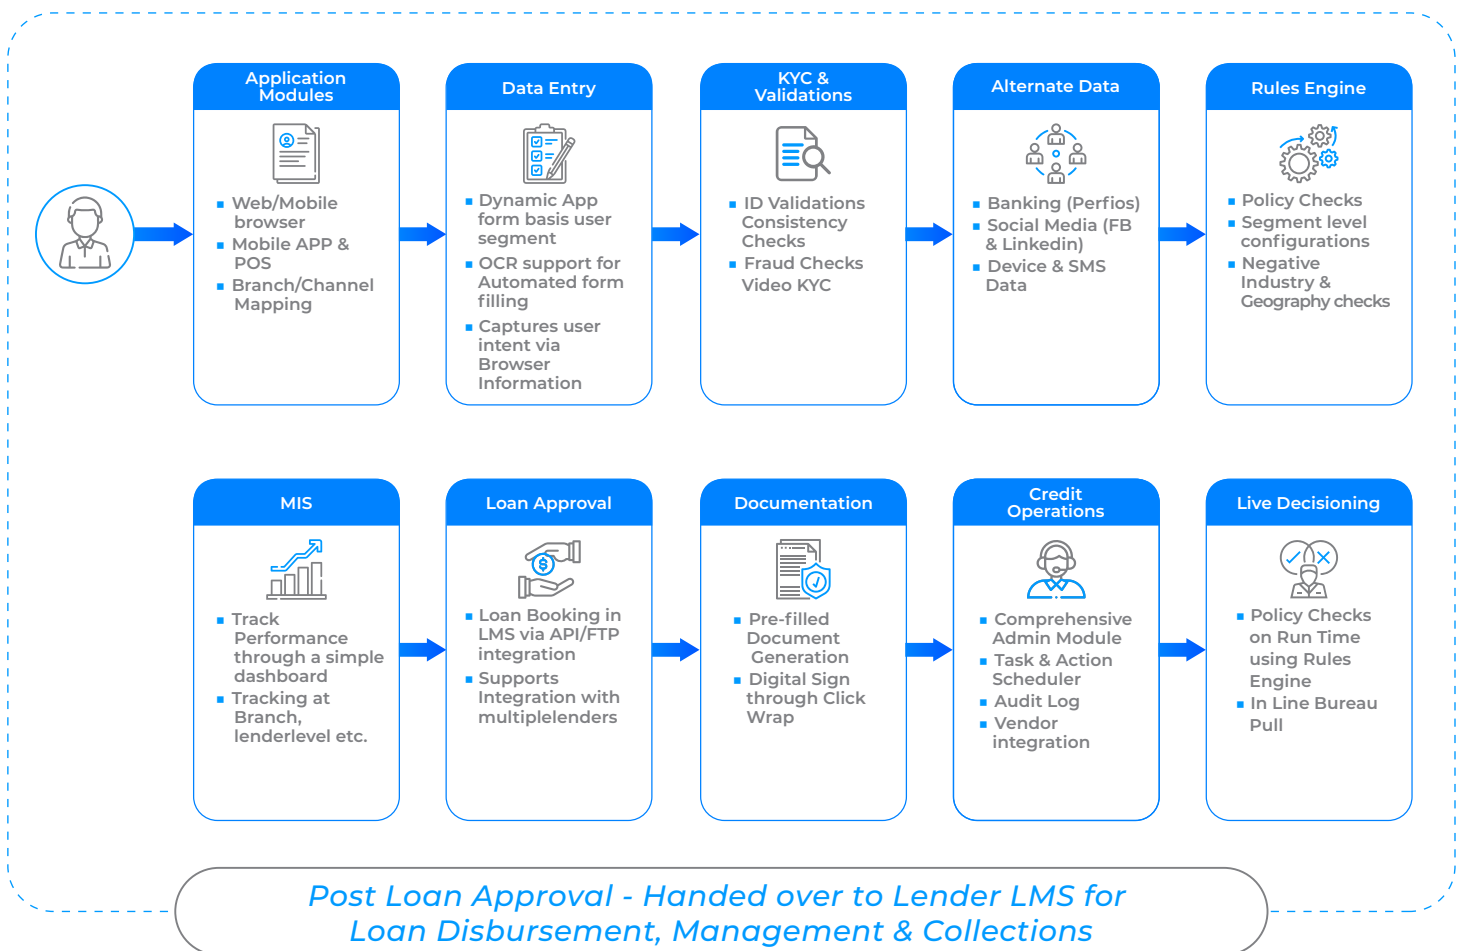 Application
Modules
Web/Mobile
browser
Mobile APP &
POS
Branch/Channel
Mapping
Data Entry
Dynamic App
form basis user
segment
OCR support for
Automated form
filling
Captures user
intent via
Browser
Information
KYC &
Validations
ID Validations
Consistency
Checks
Fraud Checks
Video KYC
Alternate Data
Banking (Perfios)
Social Media (FB
& Linkedin)
Device & SMS
Data
Rules Engine
Policy Checks
Segment level
configurations
Negative
Industry &
Geography checks
MIS
Track
Performance
through a simple
dashboard
Tracking at
Branch,
lenderlevel etc.
Loan Approval
$
Loan Booking in
LMS via API/FTP
integration
Supports
Integration with
multiplelenders
Documentation
Pre-filled
Document
Generation
Digital Sign
through Click
Wrap
Credit
Operations
Comprehensive
Admin Module
Task & Action
Scheduler
Audit Log
Vendor
integration
Live Decisioning
Policy Checks
on Run Time
using Rules
Engine
In Line Bureau
Pull
Post Loan Approval - Handed over to Lender LMS for
Loan Disbursement, Management & Collections